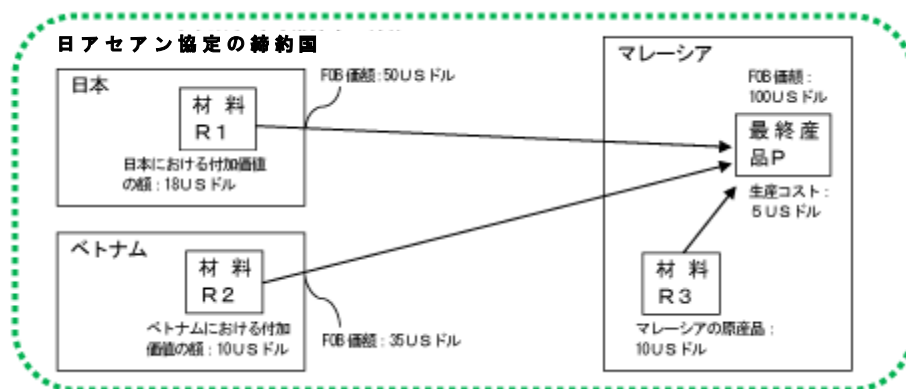 日アセアン協定の締約国
日本
材料
R1
日本における付加価値
の額：18USドル
FOB価額：50USドル
ベトナム
材料
R2
ベトナムにおける付加
価値の額：10USドル
FOB価額：35USドル
マレーシア
FOB価額：
100USドル
最終産
品P
生産コスト：
5USドル
材料
R3
マレーシアの原産品：
10USドル